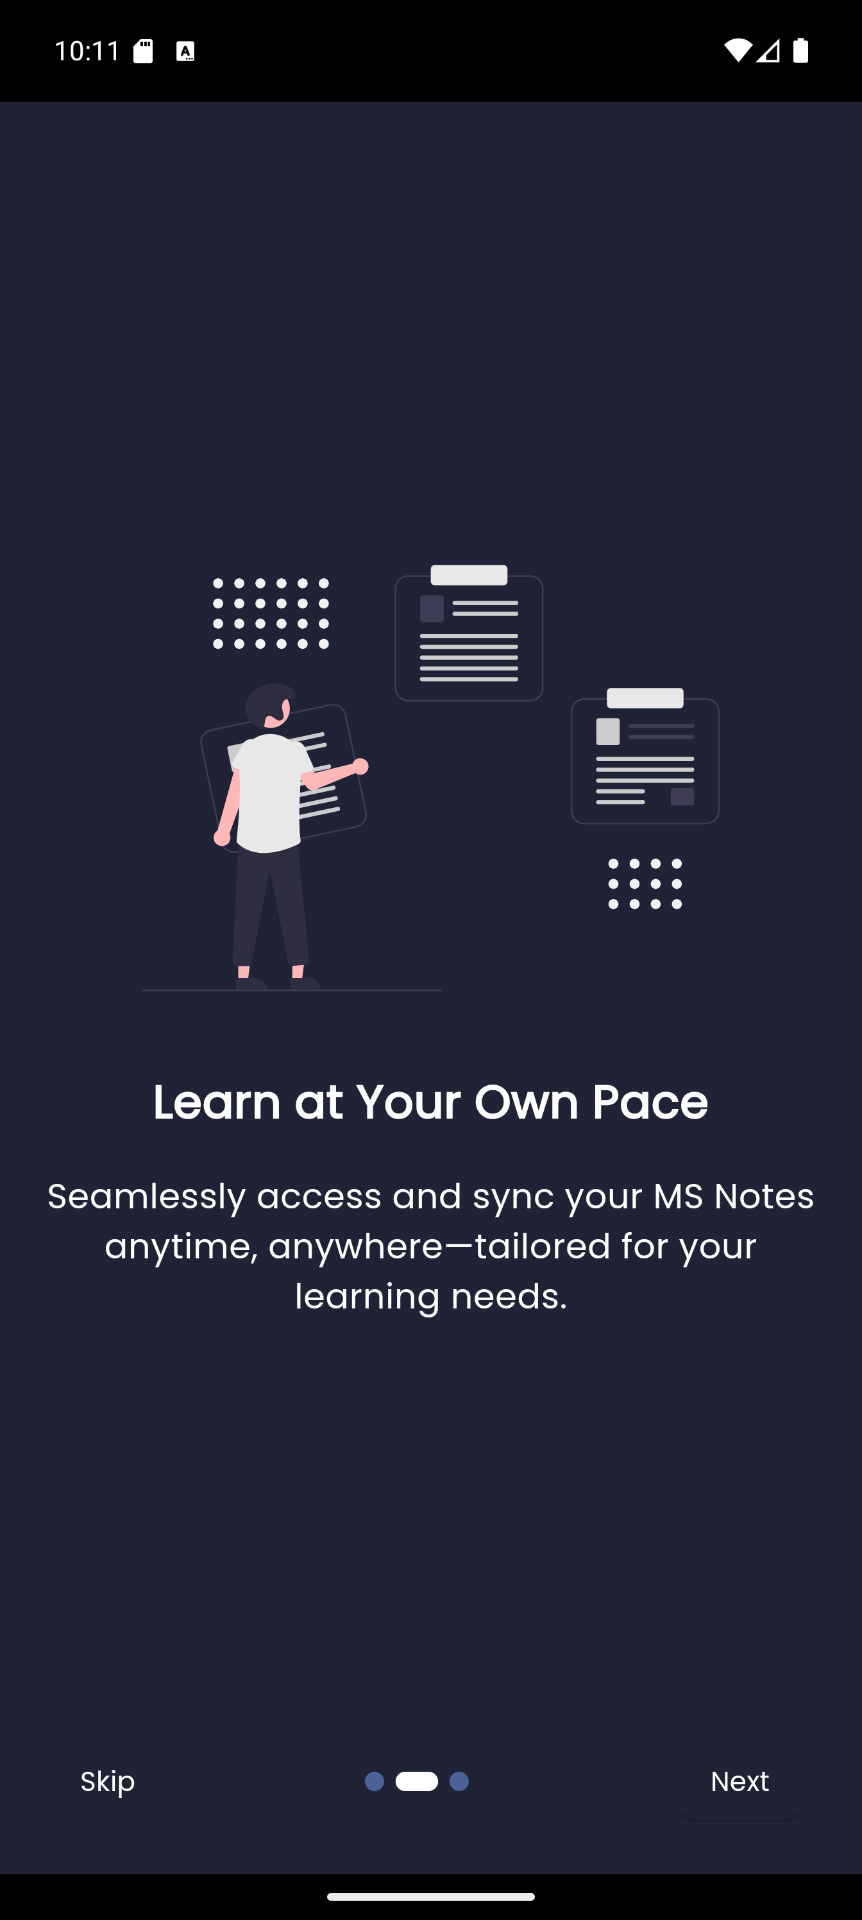 10:11
Learn at Your Own Pace
Seamlessly access and sync your MS Notes
anytime, anywhere—tailored for your
learning needs.
Skip
Next